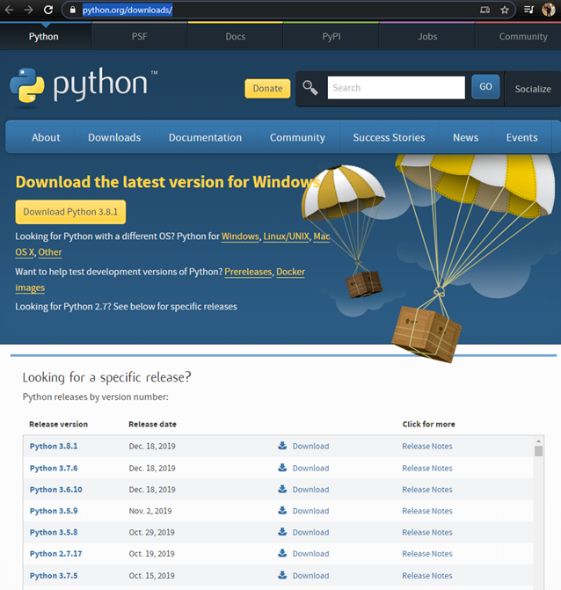 python.org/downloads/
Python PSF Docs PyPI Jobs Community
python™
Donate Search GO Socialize
About Downloads Documentation Community Success Stories News Events
Download the latest version for Windows
Download Python 3.8.1
Looking for Python with a different OS? Python for Windows, Linux/UNIX, Mac
OS X, Other
Want to help test development versions of Python? Prereleases, Docker
images
Looking for Python 2.7? See below for specific releases
Looking for a specific release?
Python releases by version number:
Release version Release date Click for more
Python 3.8.1 Dec. 18, 2019 Download Release Notes
Python 3.7.6 Dec. 18, 2019 Download Release Notes
Python 3.6.10 Dec. 18, 2019 Download Release Notes
Python 3.5.9 Nov. 2, 2019 Download Release Notes
Python 3.5.8 Oct. 29, 2019 Download Release Notes
Python 2.7.17 Oct. 19, 2019 Download Release Notes
Python 3.7.5 Oct. 15, 2019 Download Release Notes